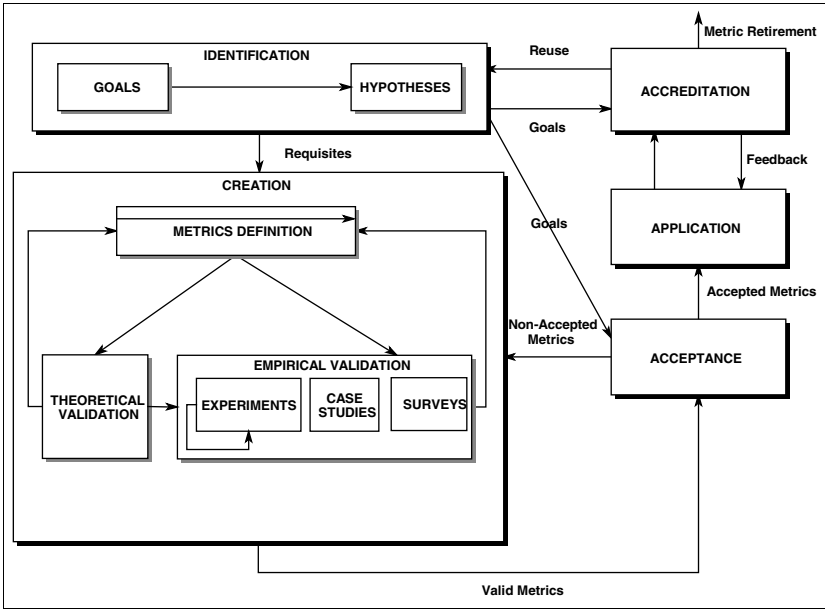 Metric Retirement
IDENTIFICATION
Reuse
GOALS
HYPOTHESES
ACCREDITATION
Goals
Requisites
Feedback
CREATION
METRICS DEFINITION
Goals
APPLICATION
Accepted Metrics
Non-Accepted
Metrics
ACCEPTANCE
EMPIRICAL VALIDATION
THEORETICAL
VALIDATION
EXPERIMENTS
CASE
STUDIES
SURVEYS
Valid Metrics